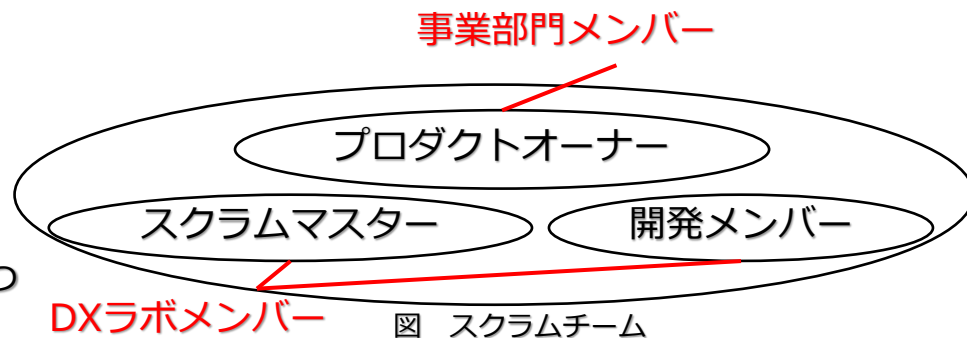 事業部門メンバー
プロダクトオーナー
スクラムマスター
開発メンバー
つ
DXラボメンバー
図　スクラムチーム